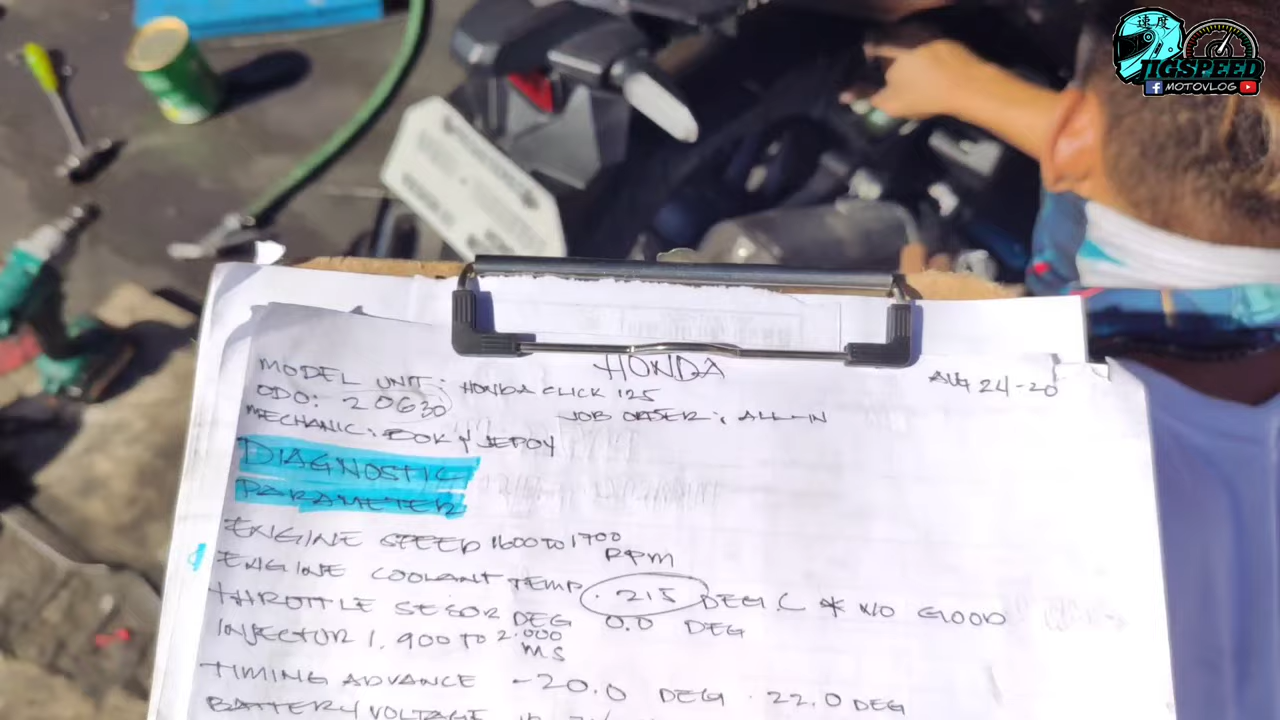 速度
JIGSPEED
MOTOVLOG
HONDA
AUG 24-20
MODEL UNIT: HONDA CLICK 125
ODO: 20630
JOB ORDER: ALL-IN
MECHANIC: BOK Y JEPOY
DIAGNOSTIC
PARAMETER
ENGINE SPEED 1600 TO 1700 RPM
ENGINE COOLANT TEMP. 215 DEG C * NO GOOD
THROTTLE SESOR DEG 0.0 DEG
INJECTOR 1.900 TO 2.000 MS
TIMING ADVANCE -20.0 DEG . 22.0 DEG
BATTERY VOLTAGE